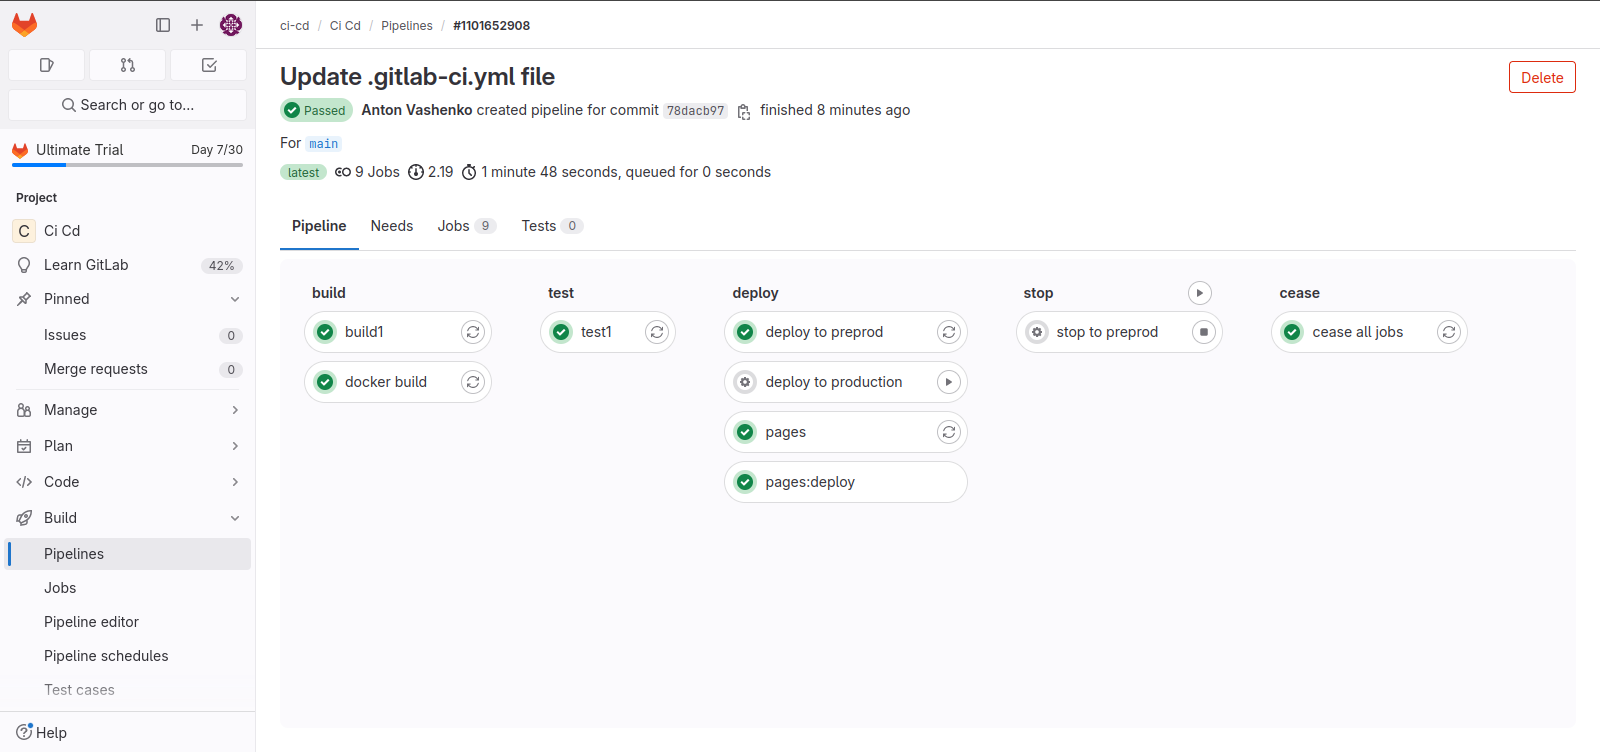 ci-cd / Ci Cd / Pipelines / #1101652908
Search or go to...
Ultimate Trial Day 7/30
Project
C Ci Cd
Learn GitLab 42%
Pinned
Issues 0
Merge requests 0
Manage
Plan
Code
Build
Pipelines
Jobs
Pipeline editor
Pipeline schedules
Test cases
Help
Update .gitlab-ci.yml file
Delete
Passed Anton Vashenko created pipeline for commit 78dacb97 finished 8 minutes ago
For main
latest 9 Jobs 2.19 1 minute 48 seconds, queued for 0 seconds
Pipeline Needs Jobs 9 Tests 0
build
build1
docker build
test
test1
deploy
deploy to preprod
deploy to production
pages
pages:deploy
stop
stop to preprod
cease
cease all jobs